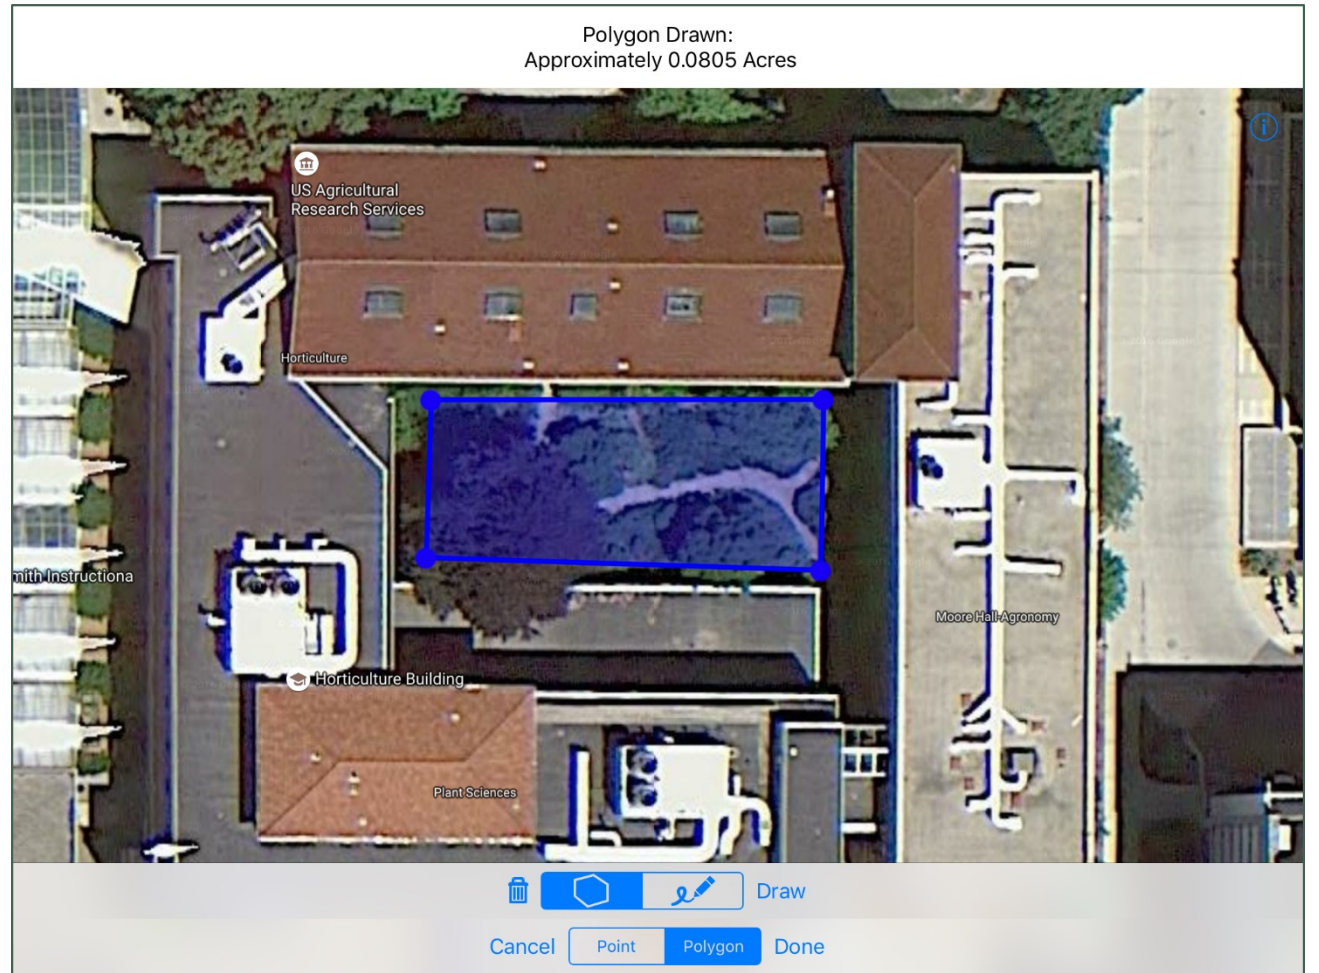 Polygon Drawn:
Approximately 0.0805 Acres
US Agricultural
Research Services
Horticulture
mith Instructiona
Moore Hall-Agronomy
Horticulture Building
Plant Sciences
Draw
Cancel
Point
Polygon
Done